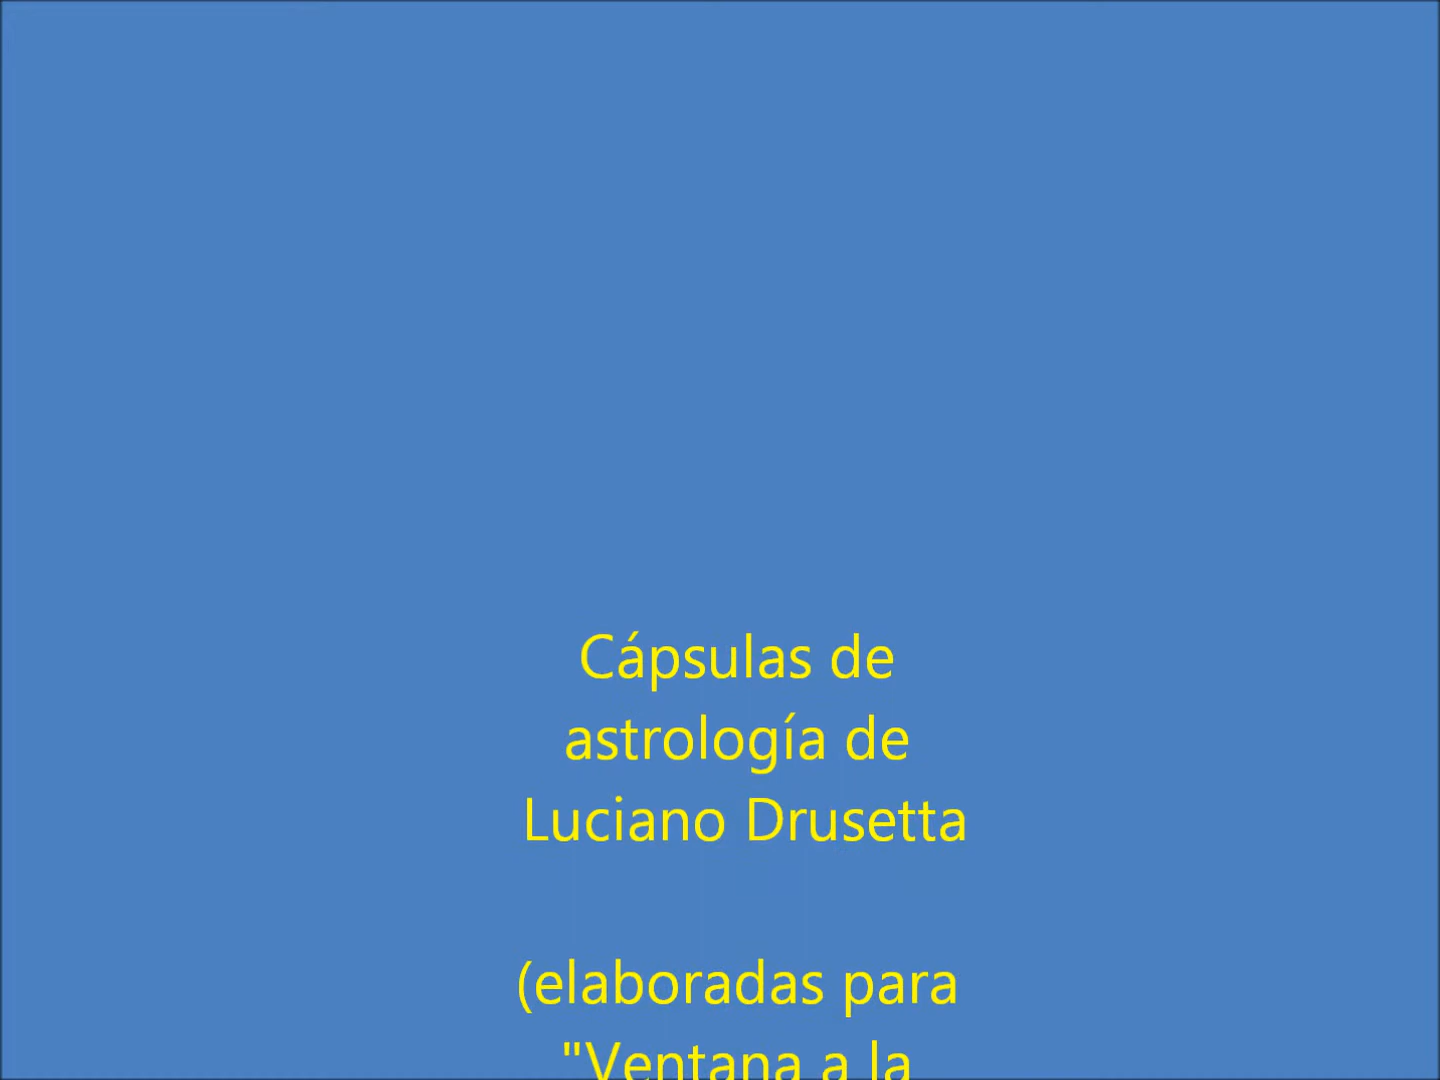 Cápsulas de
astrología de
Luciano Drusetta
(elaboradas para
"Ventana a la